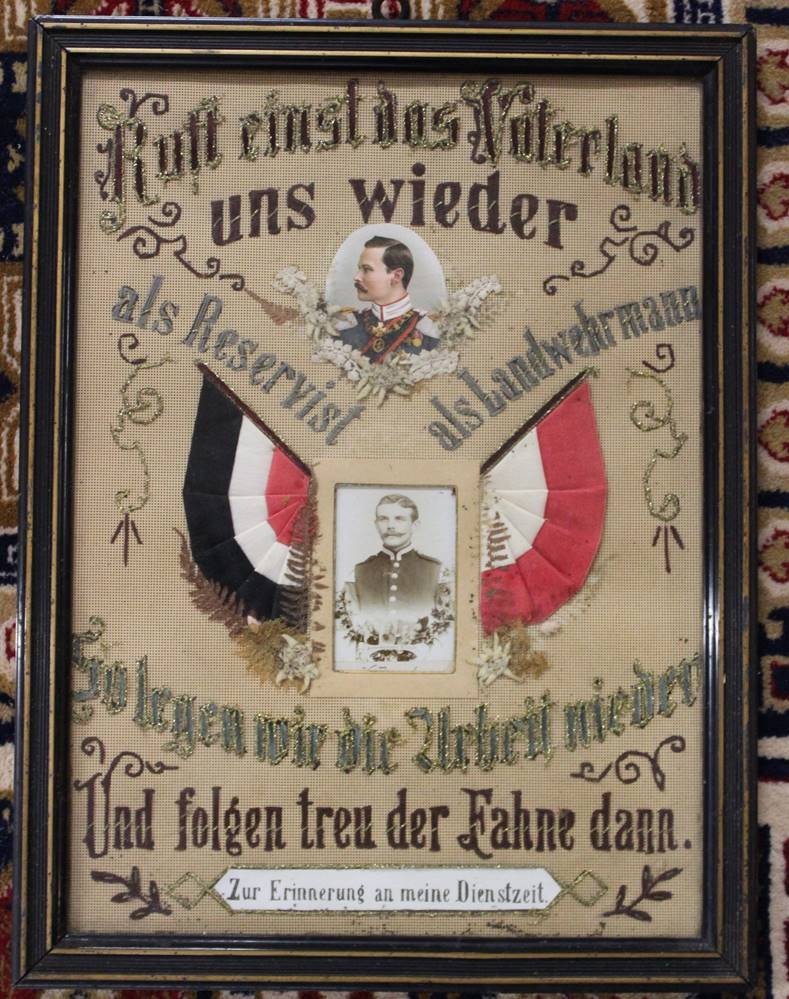 Ruft einst das Vaterland
uns wieder
als Reservist
als Landwehrmann
So legen wir die Arbeit nieder
Und folgen treu der Fahne dann.
Zur Erinnerung an meine Dienstzeit.